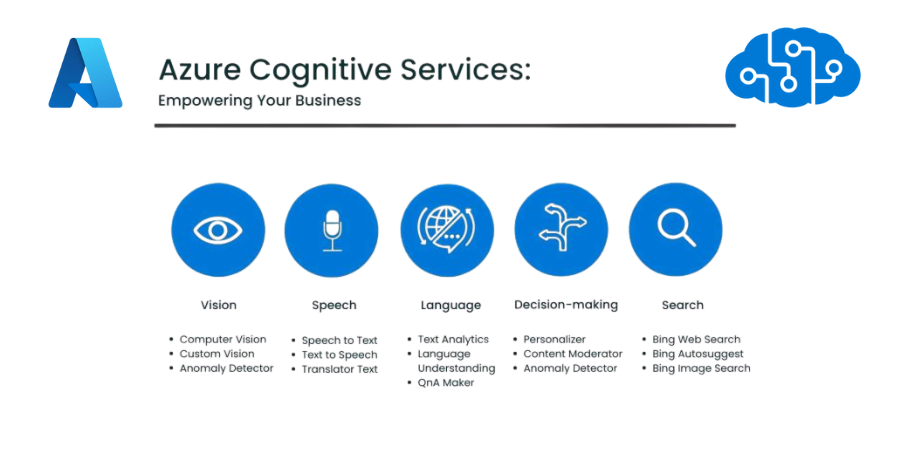 Azure Cognitive Services:
Empowering Your Business
Vision
• Computer Vision
• Custom Vision
• Anomaly Detector
Speech
• Speech to Text
• Text to Speech
• Translator Text
Language
• Text Analytics
• Language
Understanding
• QnA Maker
Decision-making
• Personalizer
• Content Moderator
• Anomaly Detector
Search
• Bing Web Search
• Bing Autosuggest
• Bing Image Search